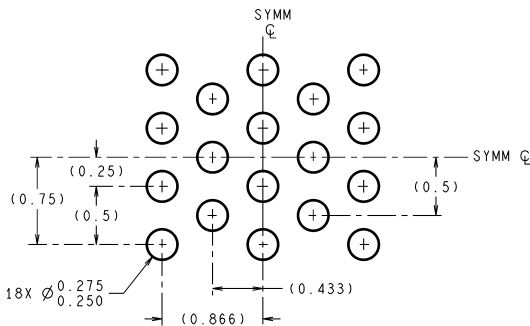 SYMM
℄
SYMM ℄
(0.25)
(0.75)
(0.5)
(0.5)
18X Ø 0.275
0.250
(0.433)
(0.866)